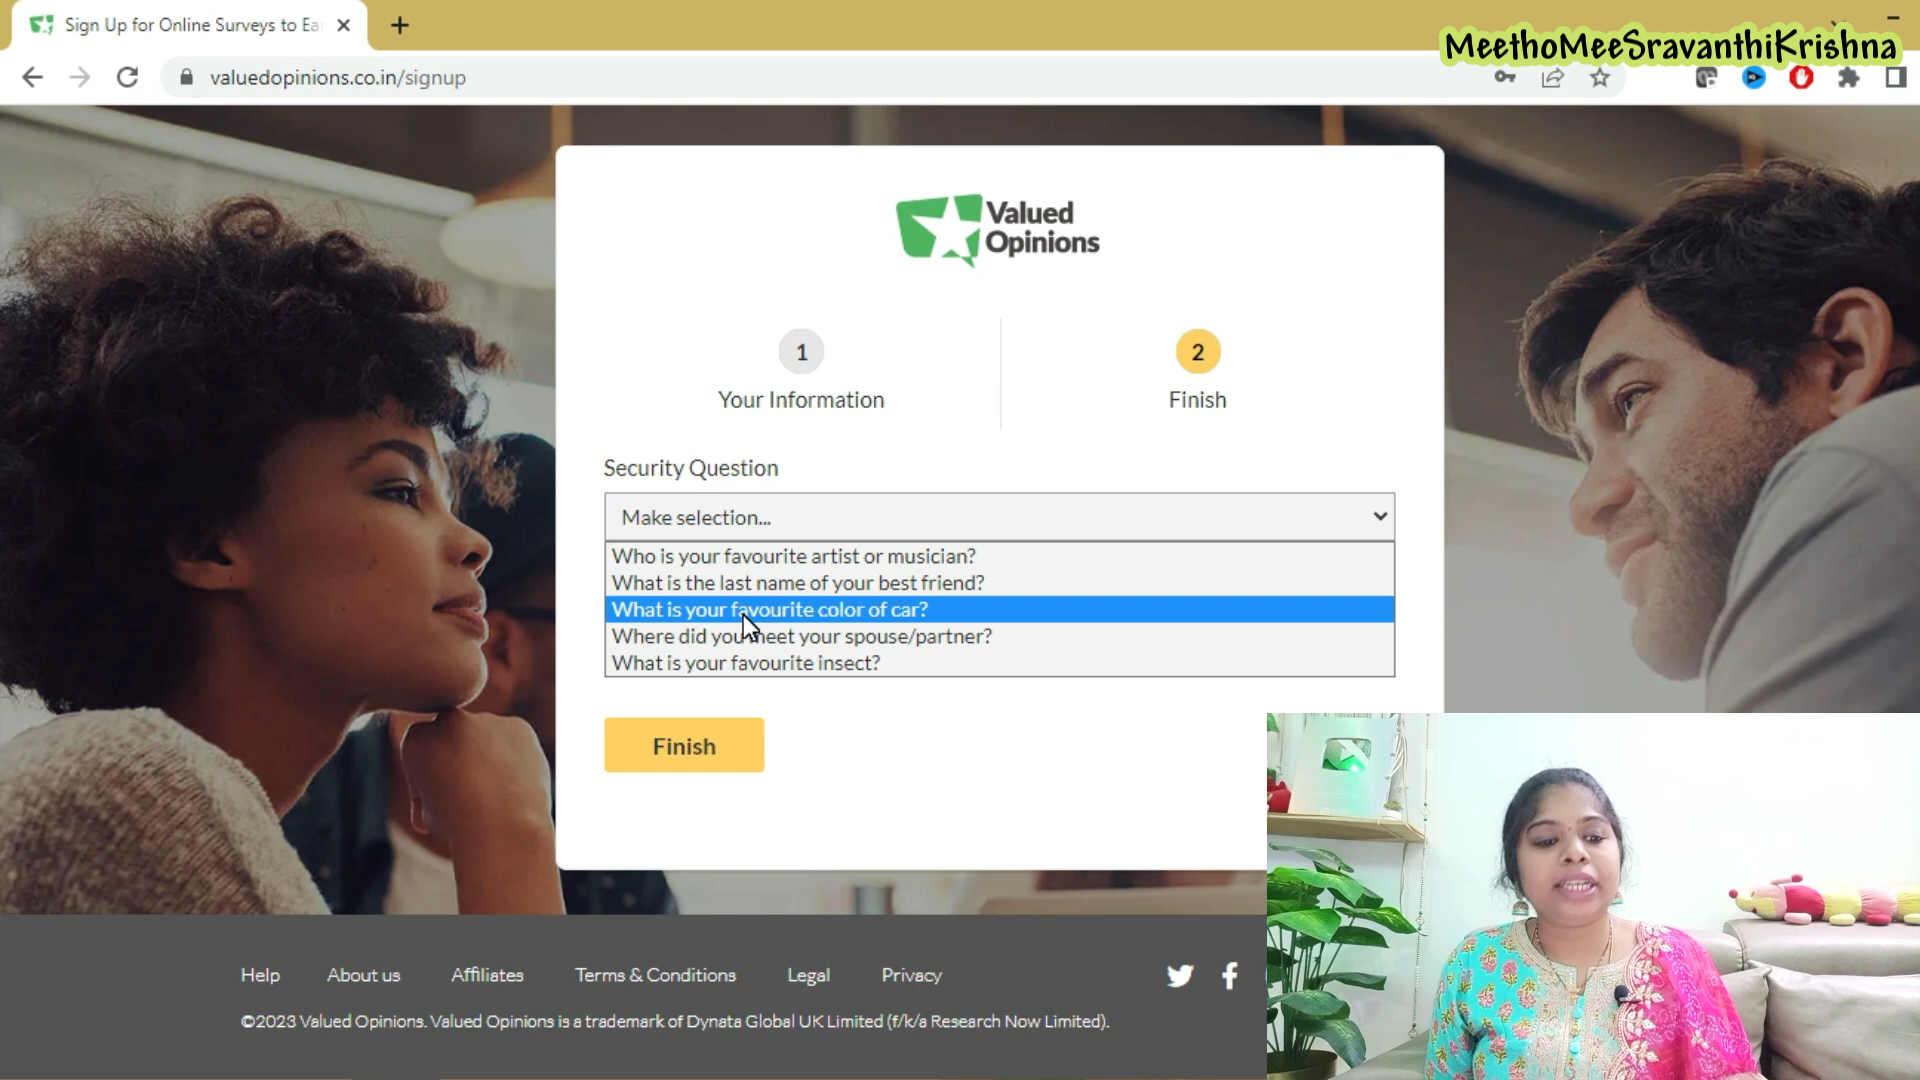 Sign Up for Online Surveys to Ea
MeethoMeeSravanthiKrishna
valuedopinions.co.in/signup
Valued
Opinions
1
Your Information
2
Finish
Security Question
Make selection...
Who is your favourite artist or musician?
What is the last name of your best friend?
What is your favourite color of car?
Where did you meet your spouse/partner?
What is your favourite insect?
Finish
Help
About us
Affiliates
Terms & Conditions
Legal
Privacy
©2023 Valued Opinions. Valued Opinions is a trademark of Dynata Global UK Limited (f/k/a Research Now Limited).